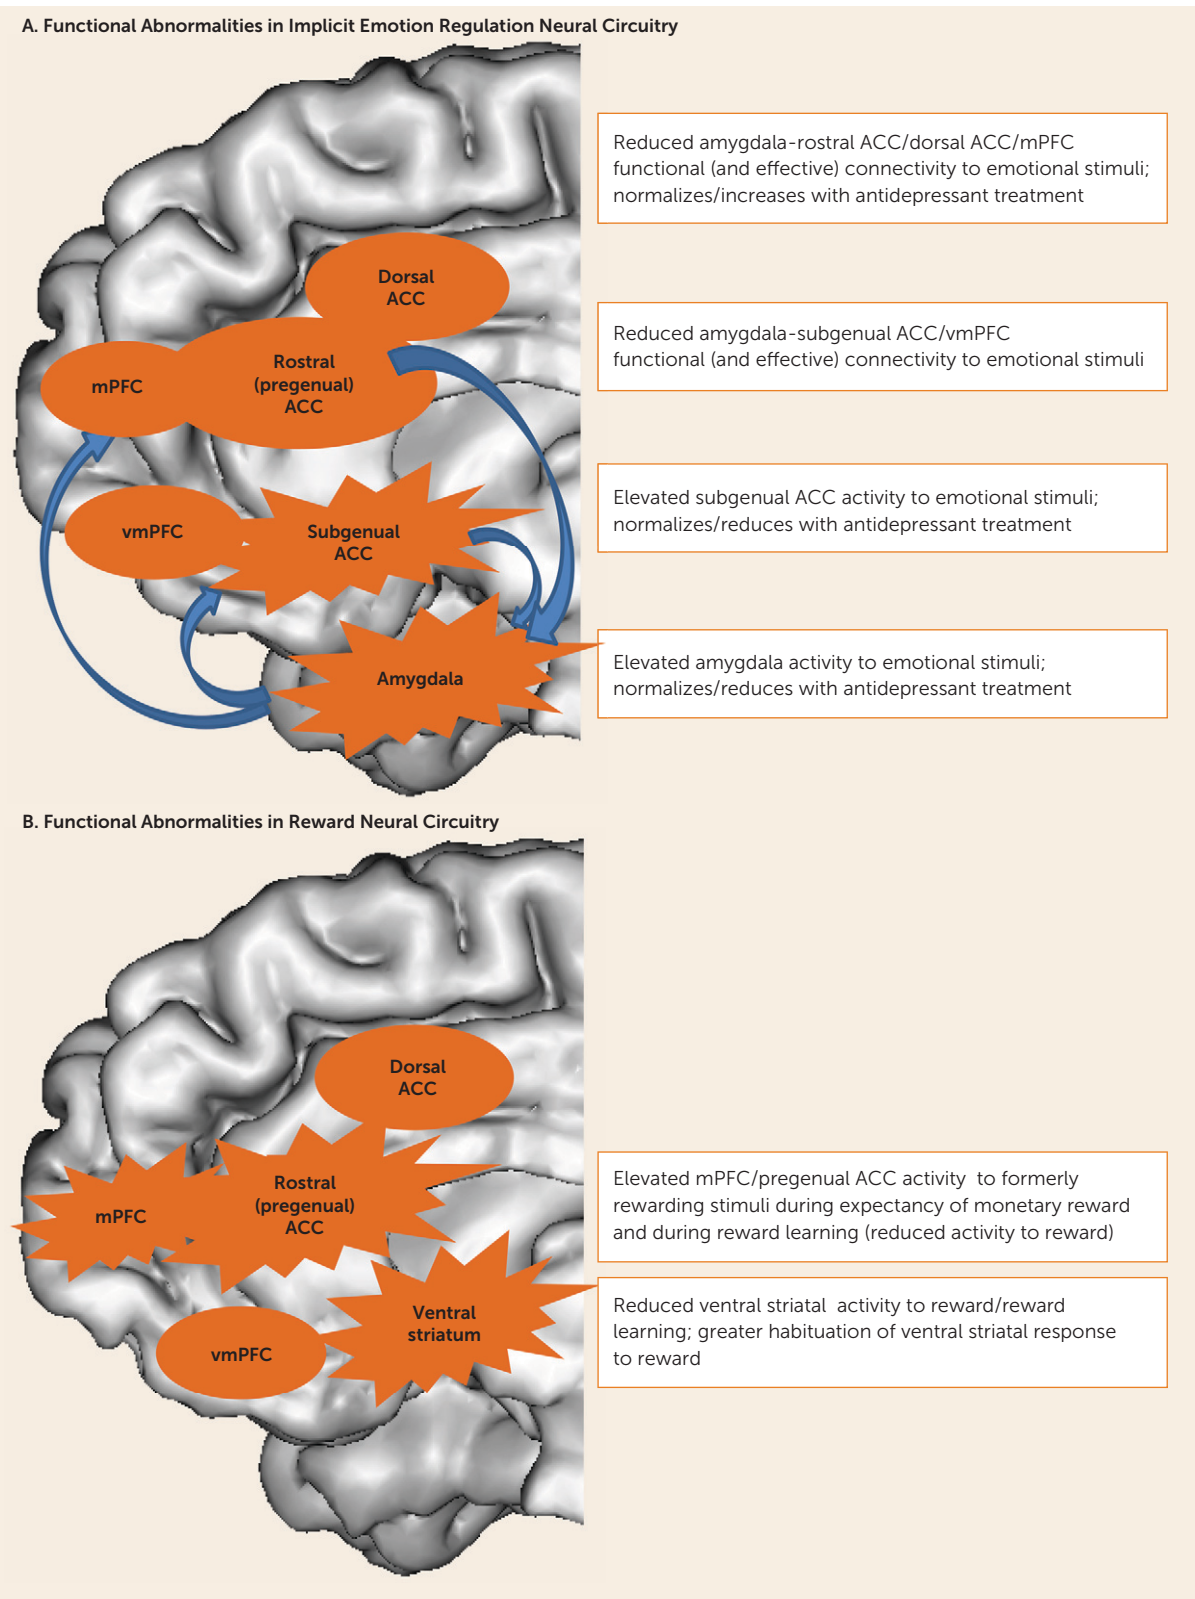 A. Functional Abnormalities in Implicit Emotion Regulation Neural Circuitry
Reduced amygdala-rostral ACC/dorsal ACC/mPFC
functional (and effective) connectivity to emotional stimuli;
normalizes/increases with antidepressant treatment
Dorsal
ACC
Reduced amygdala-subgenual ACC/vmPFC
functional (and effective) connectivity to emotional stimuli
mPFC
Rostral
(pregenual)
ACC
Elevated subgenual ACC activity to emotional stimuli;
normalizes/reduces with antidepressant treatment
vmPFC
Subgenual
ACC
Elevated amygdala activity to emotional stimuli;
normalizes/reduces with antidepressant treatment
Amygdala
B. Functional Abnormalities in Reward Neural Circuitry
Dorsal
ACC
mPFC
Rostral
(pregenual)
ACC
Elevated mPFC/pregenual ACC activity to formerly
rewarding stimuli during expectancy of monetary reward
and during reward learning (reduced activity to reward)
Ventral
striatum
vmPFC
Reduced ventral striatal activity to reward/reward
learning; greater habituation of ventral striatal response
to reward